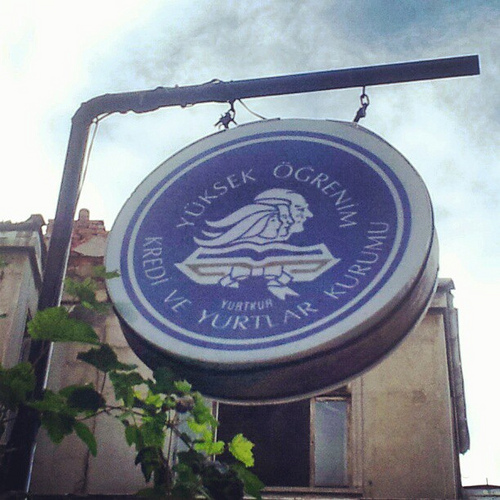 YÜKSEK ÖĞRENİM
KREDİ VE YURTLAR KURUMU
YURTKUR